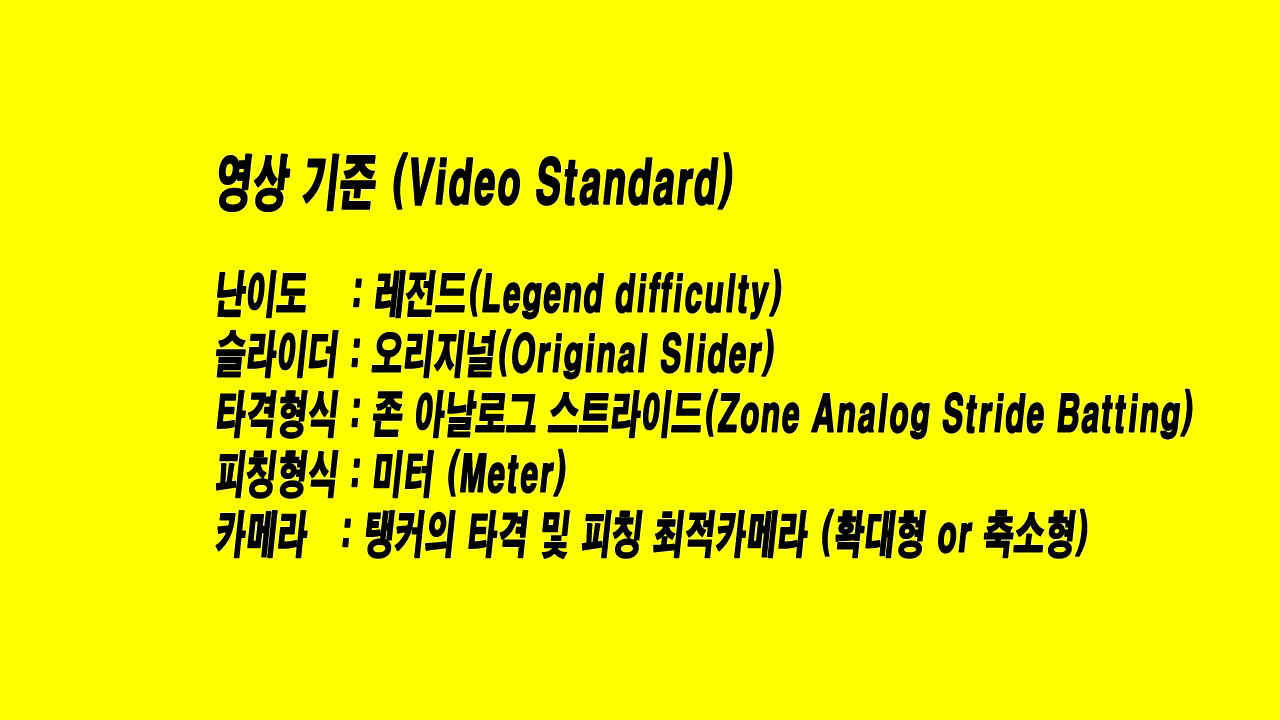 영상 기준 (Video Standard)
난이도 : 레전드(Legend difficulty)
슬라이더 : 오리지널(Original Slider)
타격형식 : 존 아날로그 스트라이드(Zone Analog Stride Batting)
피칭형식 : 미터 (Meter)
카메라 : 탱커의 타격 및 피칭 최적카메라 (확대형 or 축소형)